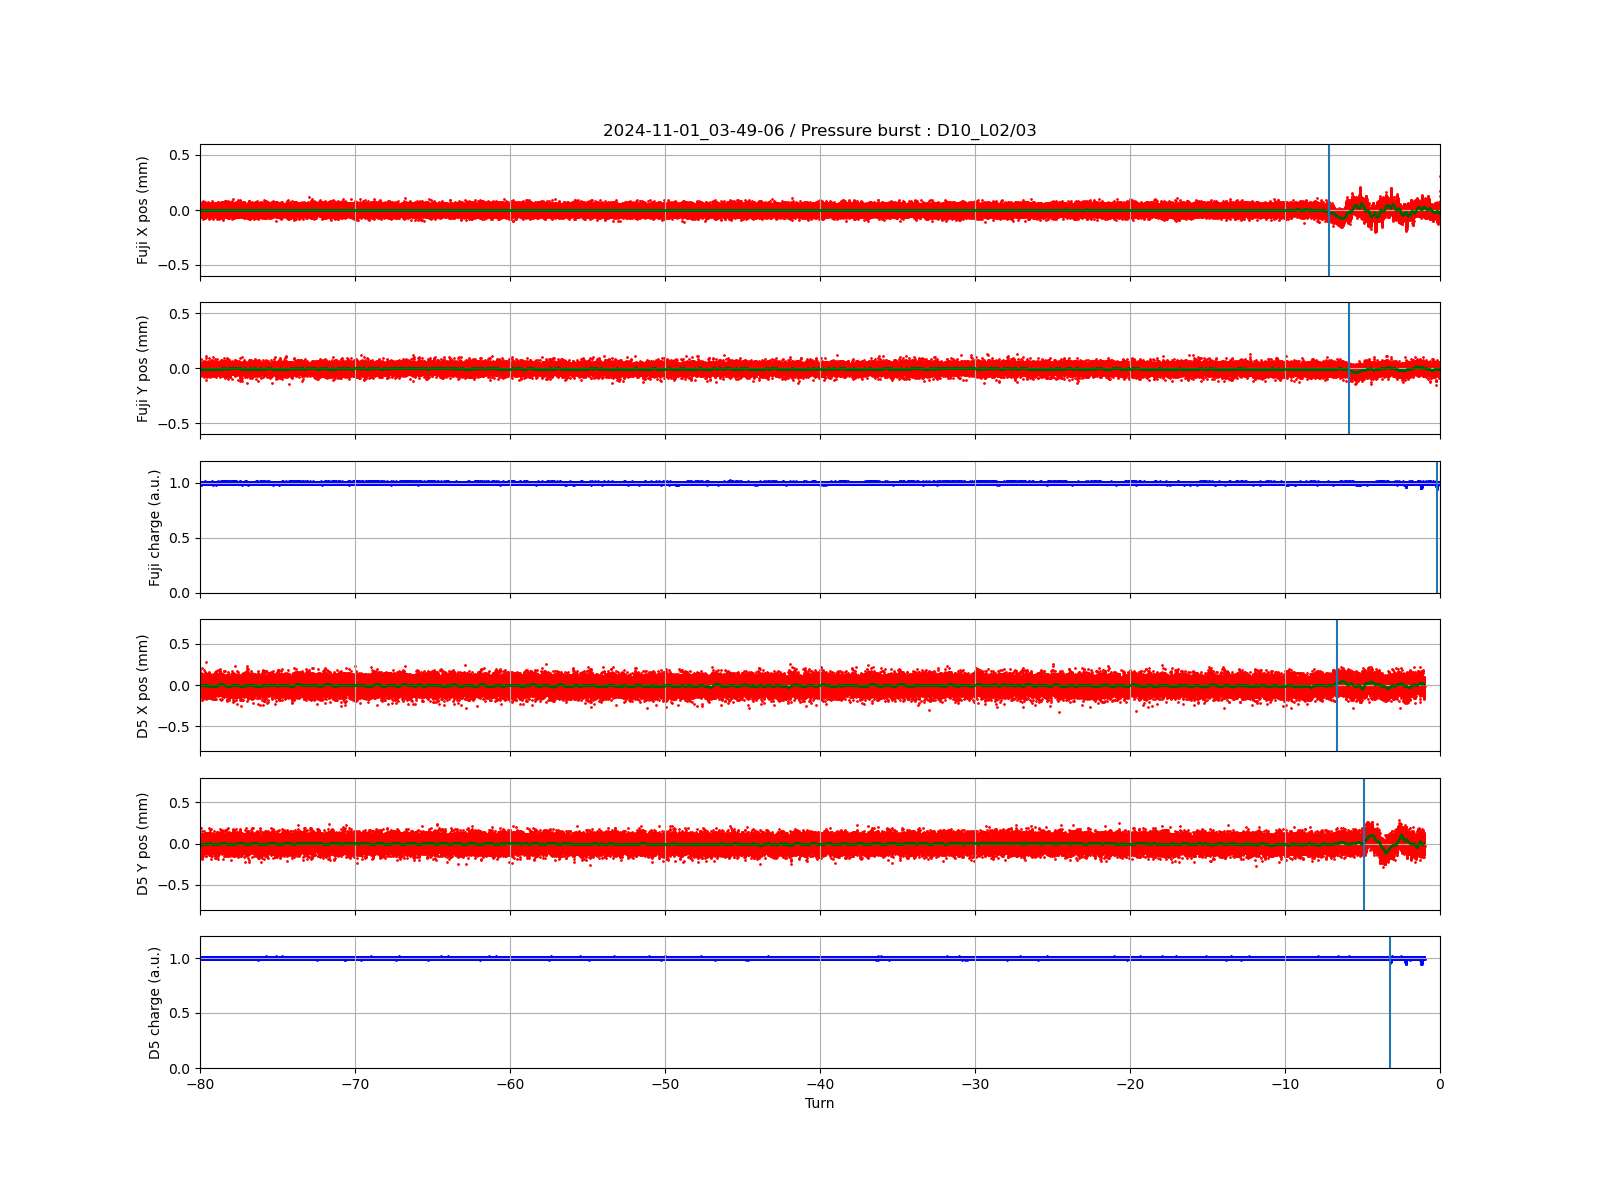 2024-11-01_03-49-06 / Pressure burst : D10_L02/03
Fuji X pos (mm)
0.5
0.0
−0.5
Fuji Y pos (mm)
0.5
0.0
−0.5
Fuji charge (a.u.)
1.0
0.5
0.0
D5 X pos (mm)
0.5
0.0
−0.5
D5 Y pos (mm)
0.5
0.0
−0.5
D5 charge (a.u.)
1.0
0.5
0.0
−80 −70 −60 −50 −40 −30 −20 −10 0
Turn